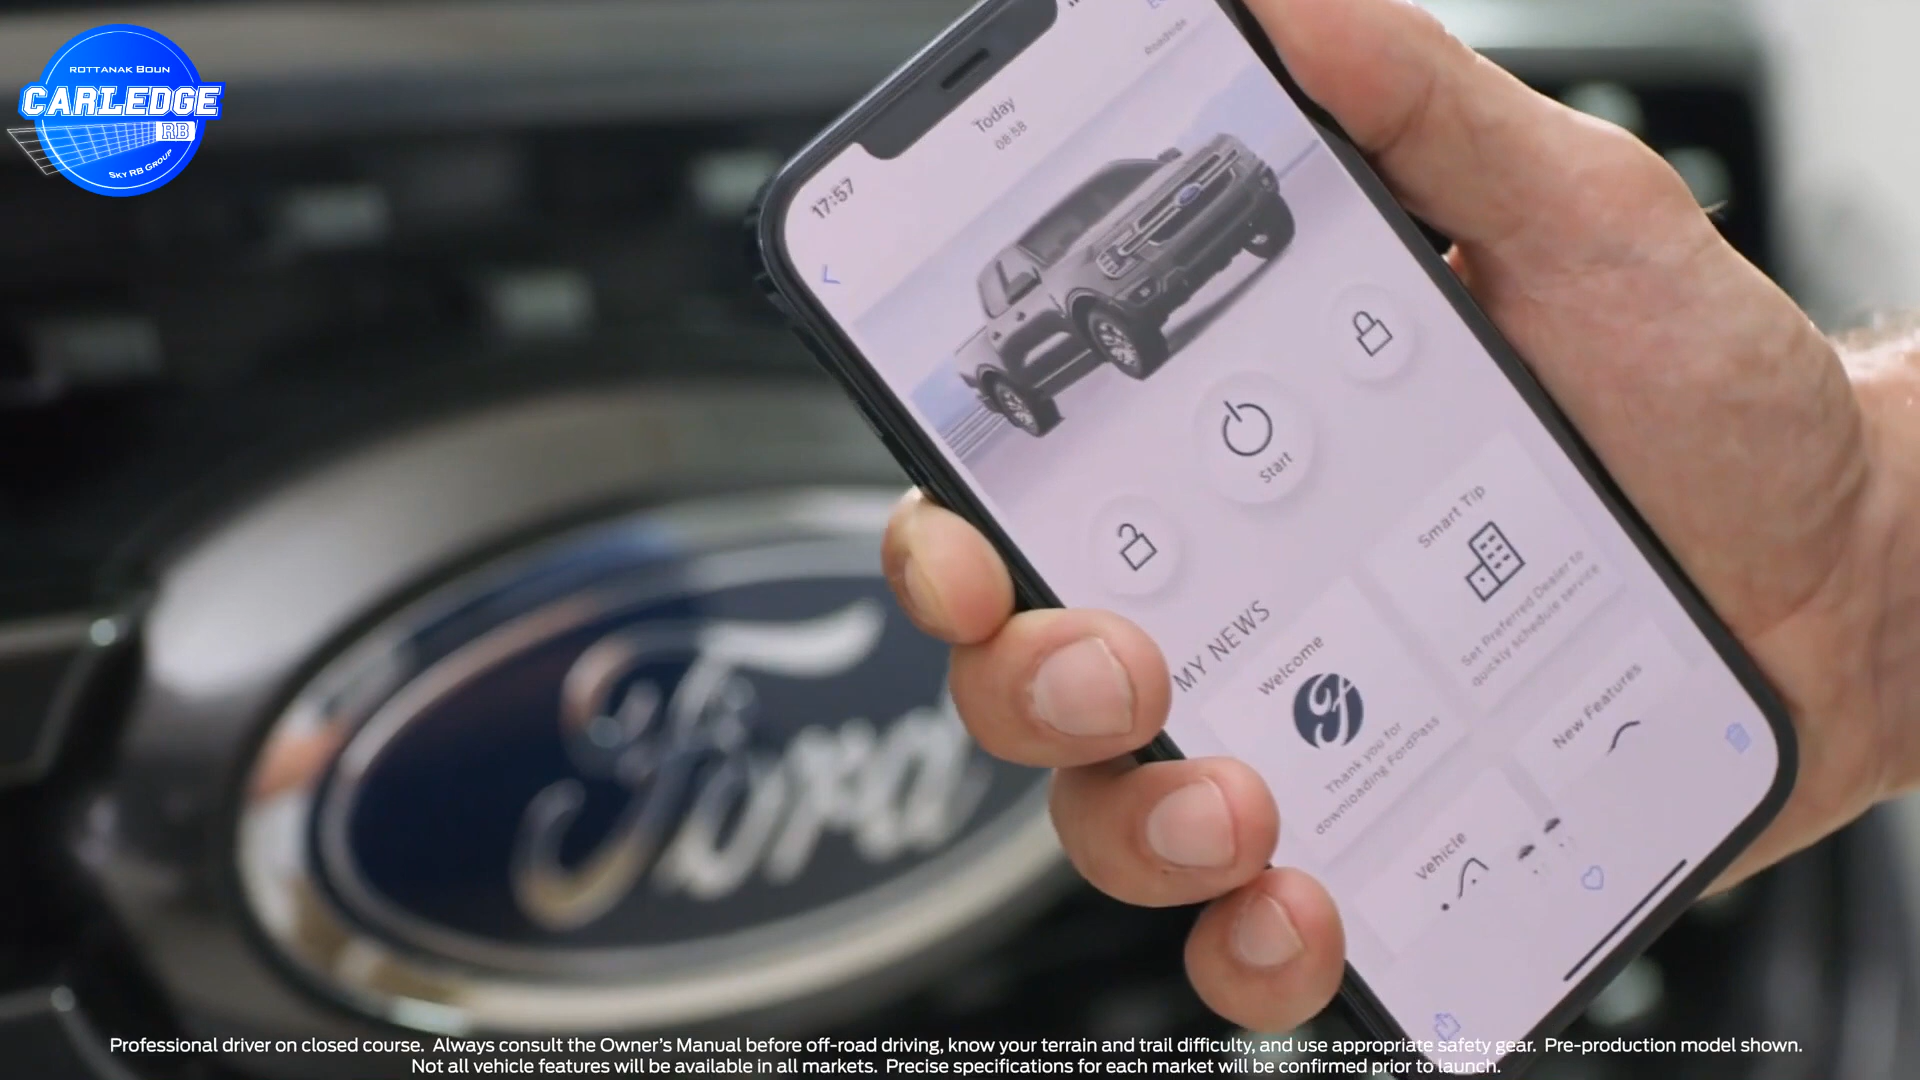 ROTTANAK BOUN
CARLEDGE
RB
SKY RB GROUP
Roadside
Today
08:58
17:57
Start
Smart Tip
Set Preferred Dealer to
quickly schedule service
MY NEWS
Welcome
Thank you for
downloading FordPass
New Features
Vehicle
Ford
Professional driver on closed course. Always consult the Owner's Manual before off-road driving, know your terrain and trail difficulty, and use appropriate safety gear. Pre-production model shown.
Not all vehicle features will be available in all markets. Precise specifications for each market will be confirmed prior to launch.